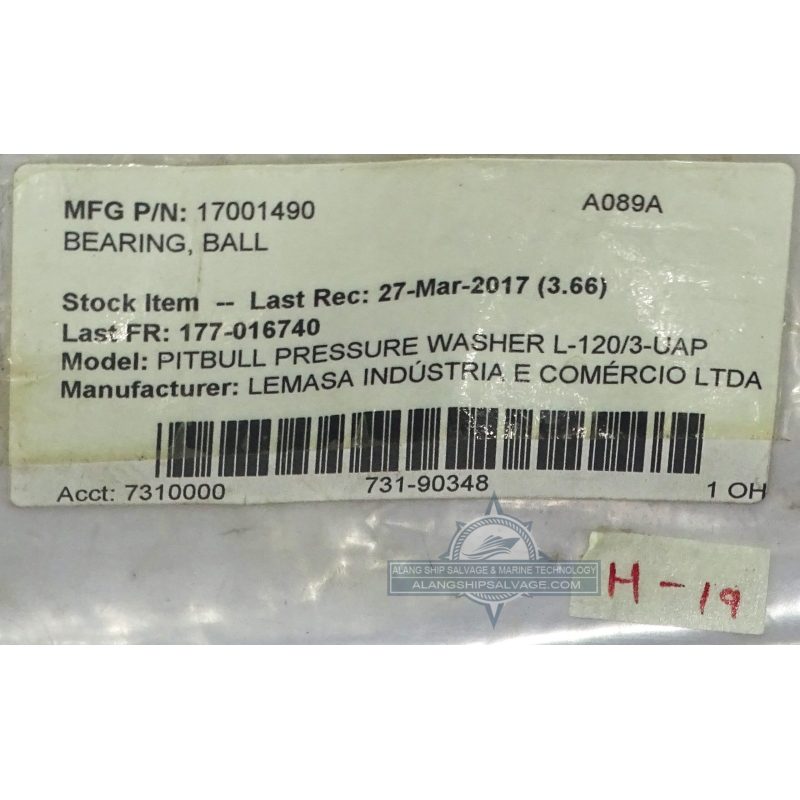 MFG P/N: 17001490 A089A
BEARING, BALL
Stock Item -- Last Rec: 27-Mar-2017 (3.66)
Last FR: 177-016740
Model: PITBULL PRESSURE WASHER L-120/3-UAP
Manufacturer: LEMASA INDÚSTRIA E COMÉRCIO LTDA
Acct: 7310000 731-90348 1 OH
ALANG SHIP SALVAGE & MARINE TECHNOLOGY
ALANGSHIPSALVAGE.COM
H-19